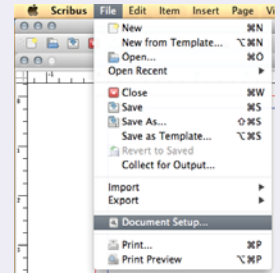 Scribus File Edit Item Insert Page
New ⌘N
New from Template... ⌥⌘N
Open... ⌘O
Open Recent
Close ⌘W
Save ⌘S
Save As... ⇧⌘S
Save as Template... ⌥⌘S
Revert to Saved
Collect for Output...
Import
Export
Document Setup...
Print... ⌘P
Print Preview ⌥⌘P